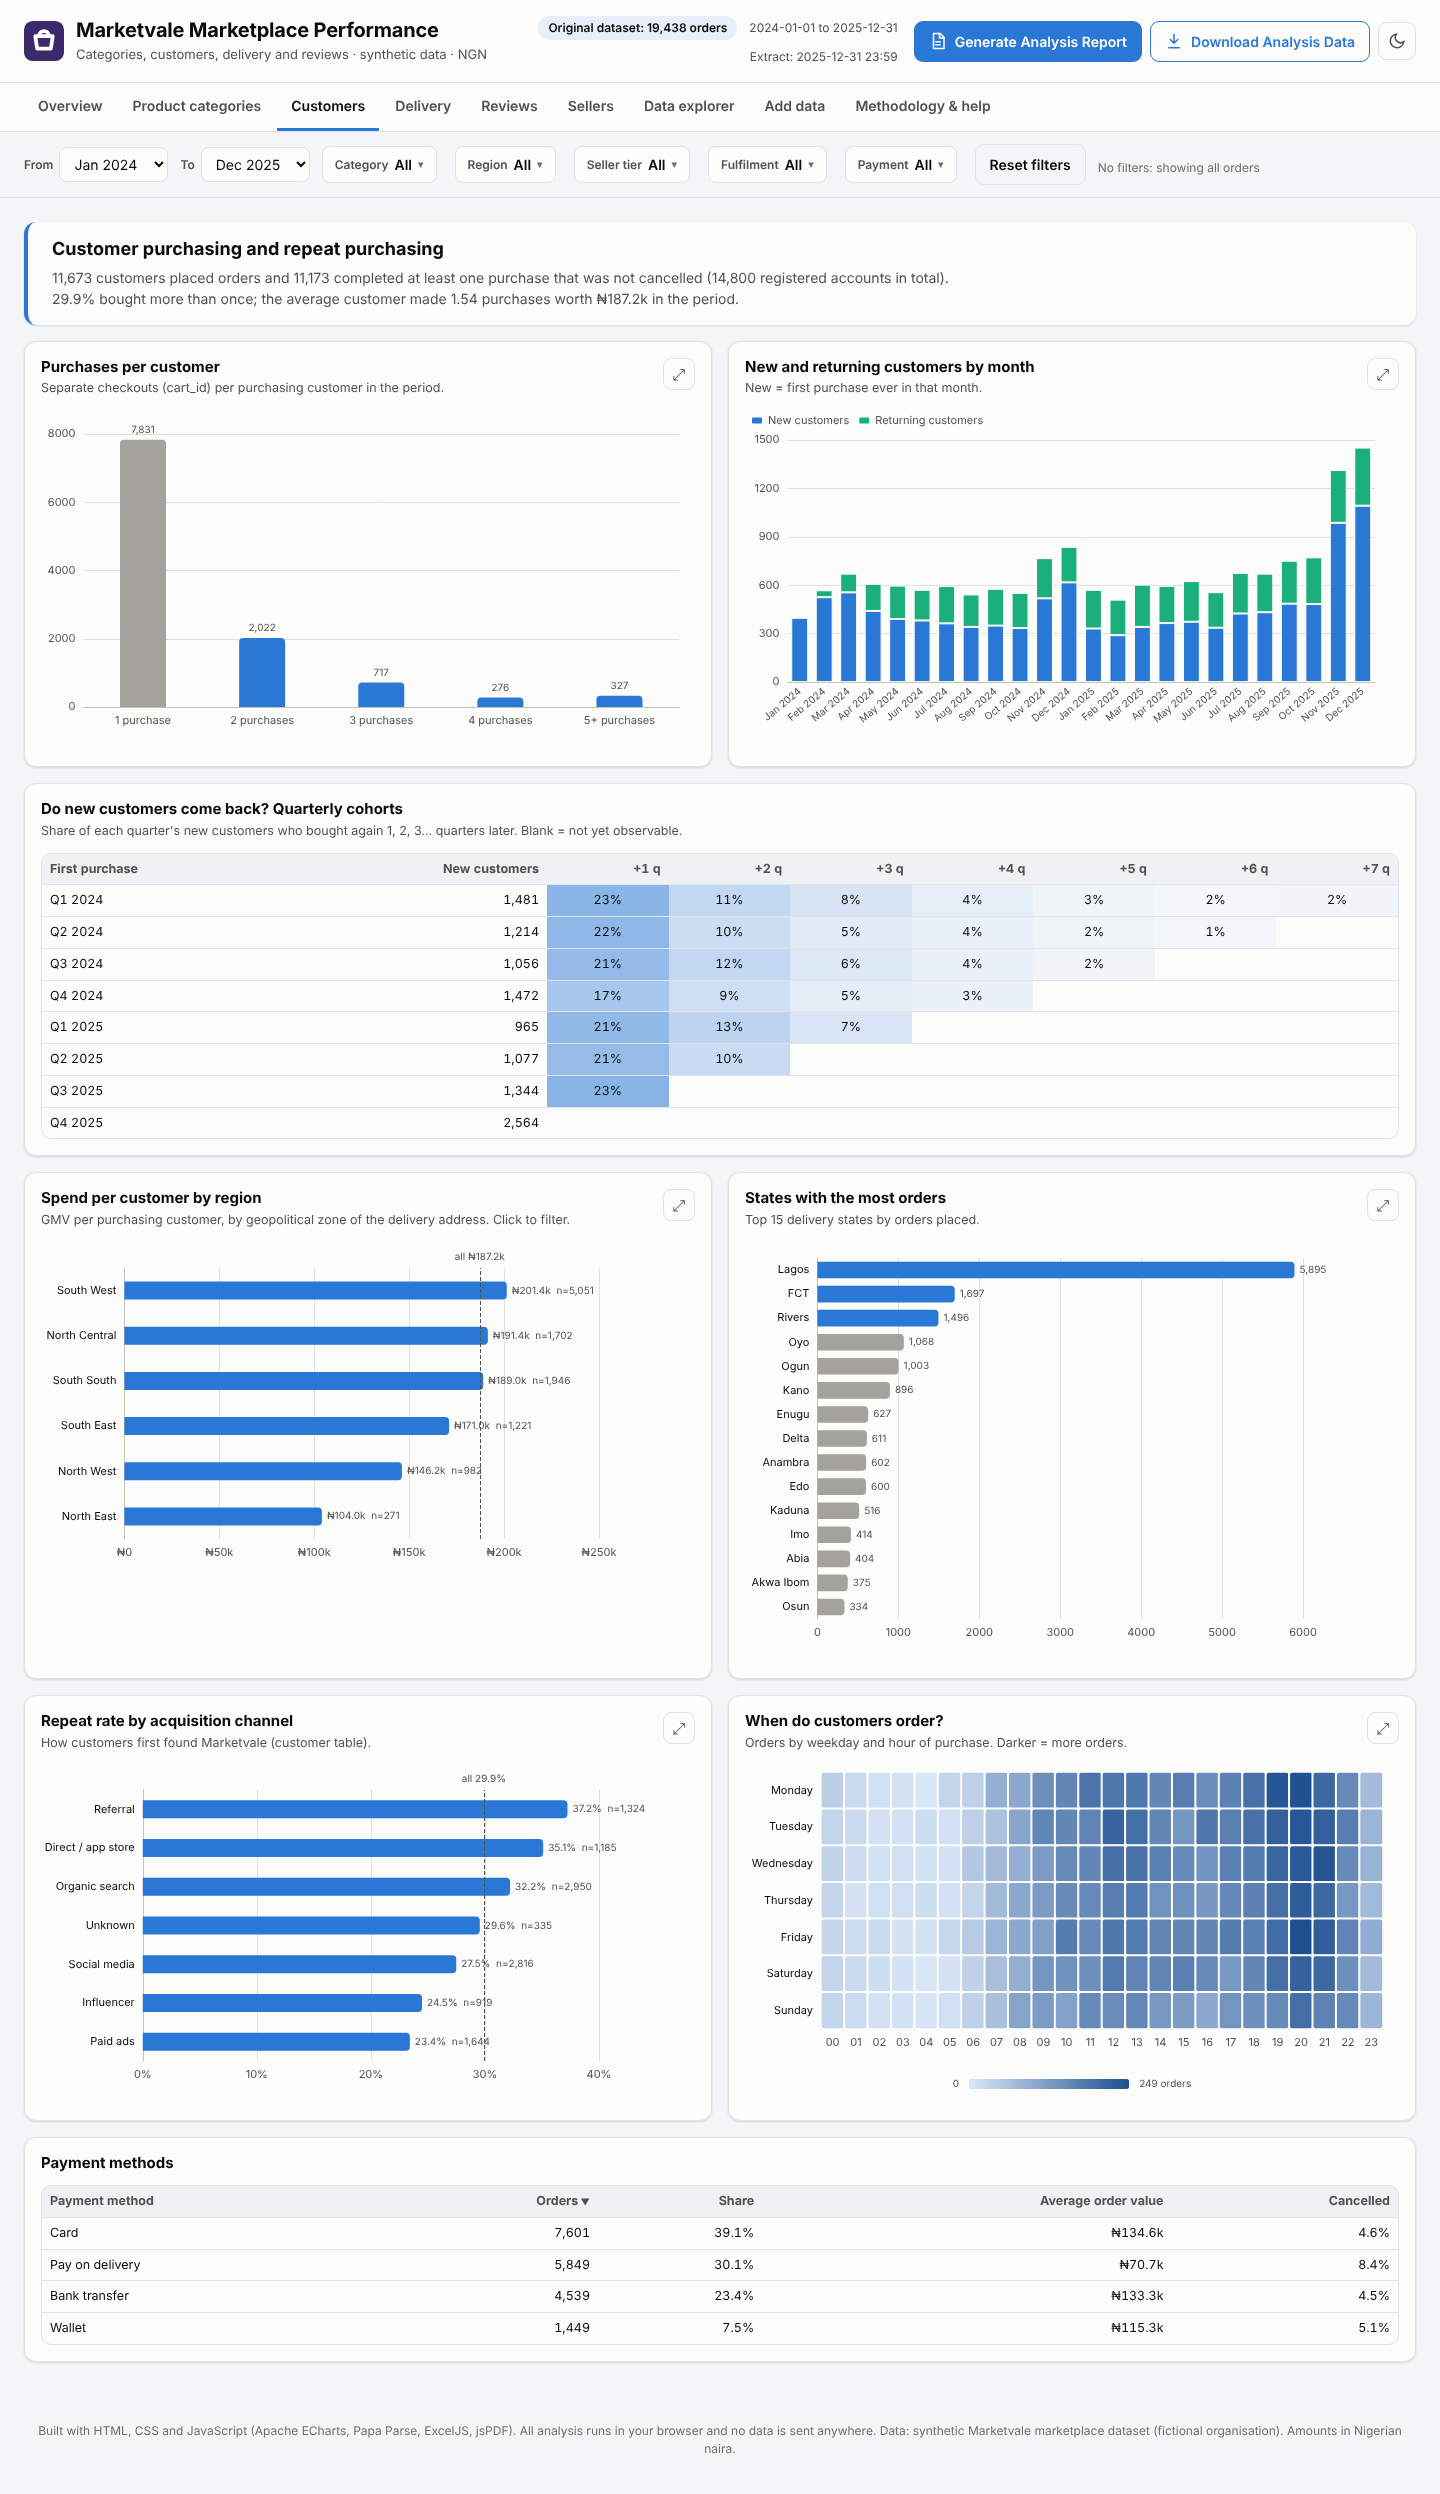 Marketvale Marketplace Performance
Categories, customers, delivery and reviews · synthetic data · NGN
Original dataset: 19,438 orders
2024-01-01 to 2025-12-31
Extract: 2025-12-31 23:59
Generate Analysis Report
Download Analysis Data
Overview Product categories Customers Delivery Reviews Sellers Data explorer Add data Methodology & help
From Jan 2024 To Dec 2025 Category All ▾ Region All ▾ Seller tier All ▾ Fulfilment All ▾ Payment All ▾ Reset filters No filters: showing all orders
Customer purchasing and repeat purchasing
11,673 customers placed orders and 11,173 completed at least one purchase that was not cancelled (14,800 registered accounts in total).
29.9% bought more than once; the average customer made 1.54 purchases worth ₦187.2k in the period.
Purchases per customer
Separate checkouts (cart_id) per purchasing customer in the period.
8000
6000
4000
2000
0
7,831
2,022
717
276
327
1 purchase 2 purchases 3 purchases 4 purchases 5+ purchases
New and returning customers by month
New = first purchase ever in that month.
New customers Returning customers
1500
1200
900
600
300
0
Jan 2024 Feb 2024 Mar 2024 Apr 2024 May 2024 Jun 2024 Jul 2024 Aug 2024 Sep 2024 Oct 2024 Nov 2024 Dec 2024 Jan 2025 Feb 2025 Mar 2025 Apr 2025 May 2025 Jun 2025 Jul 2025 Aug 2025 Sep 2025 Oct 2025 Nov 2025 Dec 2025
Do new customers come back? Quarterly cohorts
Share of each quarter's new customers who bought again 1, 2, 3... quarters later. Blank = not yet observable.
First purchase New customers +1 q +2 q +3 q +4 q +5 q +6 q +7 q
Q1 2024 1,481 23% 11% 8% 4% 3% 2% 2%
Q2 2024 1,214 22% 10% 5% 4% 2% 1%
Q3 2024 1,056 21% 12% 6% 4% 2%
Q4 2024 1,472 17% 9% 5% 3%
Q1 2025 965 21% 13% 7%
Q2 2025 1,077 21% 10%
Q3 2025 1,344 23%
Q4 2025 2,564
Spend per customer by region
GMV per purchasing customer, by geopolitical zone of the delivery address. Click to filter.
all ₦187.2k
South West ₦201.4k n=5,051
North Central ₦191.4k n=1,702
South South ₦189.0k n=1,946
South East ₦171.0k n=1,221
North West ₦146.2k n=982
North East ₦104.0k n=271
₦0 ₦50k ₦100k ₦150k ₦200k ₦250k
States with the most orders
Top 15 delivery states by orders placed.
Lagos 5,895
FCT 1,697
Rivers 1,496
Oyo 1,068
Ogun 1,003
Kano 896
Enugu 627
Delta 611
Anambra 602
Edo 600
Kaduna 516
Imo 414
Abia 404
Akwa Ibom 375
Osun 334
0 1000 2000 3000 4000 5000 6000
Repeat rate by acquisition channel
How customers first found Marketvale (customer table).
all 29.9%
Referral 37.2% n=1,324
Direct / app store 35.1% n=1,185
Organic search 32.2% n=2,950
Unknown 29.6% n=335
Social media 27.5% n=2,816
Influencer 24.5% n=919
Paid ads 23.4% n=1,644
0% 10% 20% 30% 40%
When do customers order?
Orders by weekday and hour of purchase. Darker = more orders.
Monday
Tuesday
Wednesday
Thursday
Friday
Saturday
Sunday
00 01 02 03 04 05 06 07 08 09 10 11 12 13 14 15 16 17 18 19 20 21 22 23
0 249 orders
Payment methods
Payment method Orders ▼ Share Average order value Cancelled
Card 7,601 39.1% ₦134.6k 4.6%
Pay on delivery 5,849 30.1% ₦70.7k 8.4%
Bank transfer 4,539 23.4% ₦133.3k 4.5%
Wallet 1,449 7.5% ₦115.3k 5.1%
Built with HTML, CSS and JavaScript (Apache ECharts, Papa Parse, ExcelJS, jsPDF). All analysis runs in your browser and no data is sent anywhere. Data: synthetic Marketvale marketplace dataset (fictional organisation). Amounts in Nigerian
naira.